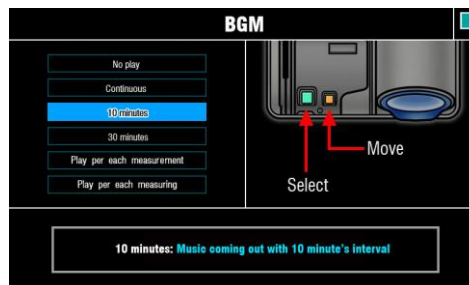 BGM
No play
Continuous
10 minutes
30 minutes
Play per each measurement
Play per each measuring
Move
Select
10 minutes: Music coming out with 10 minute's interval